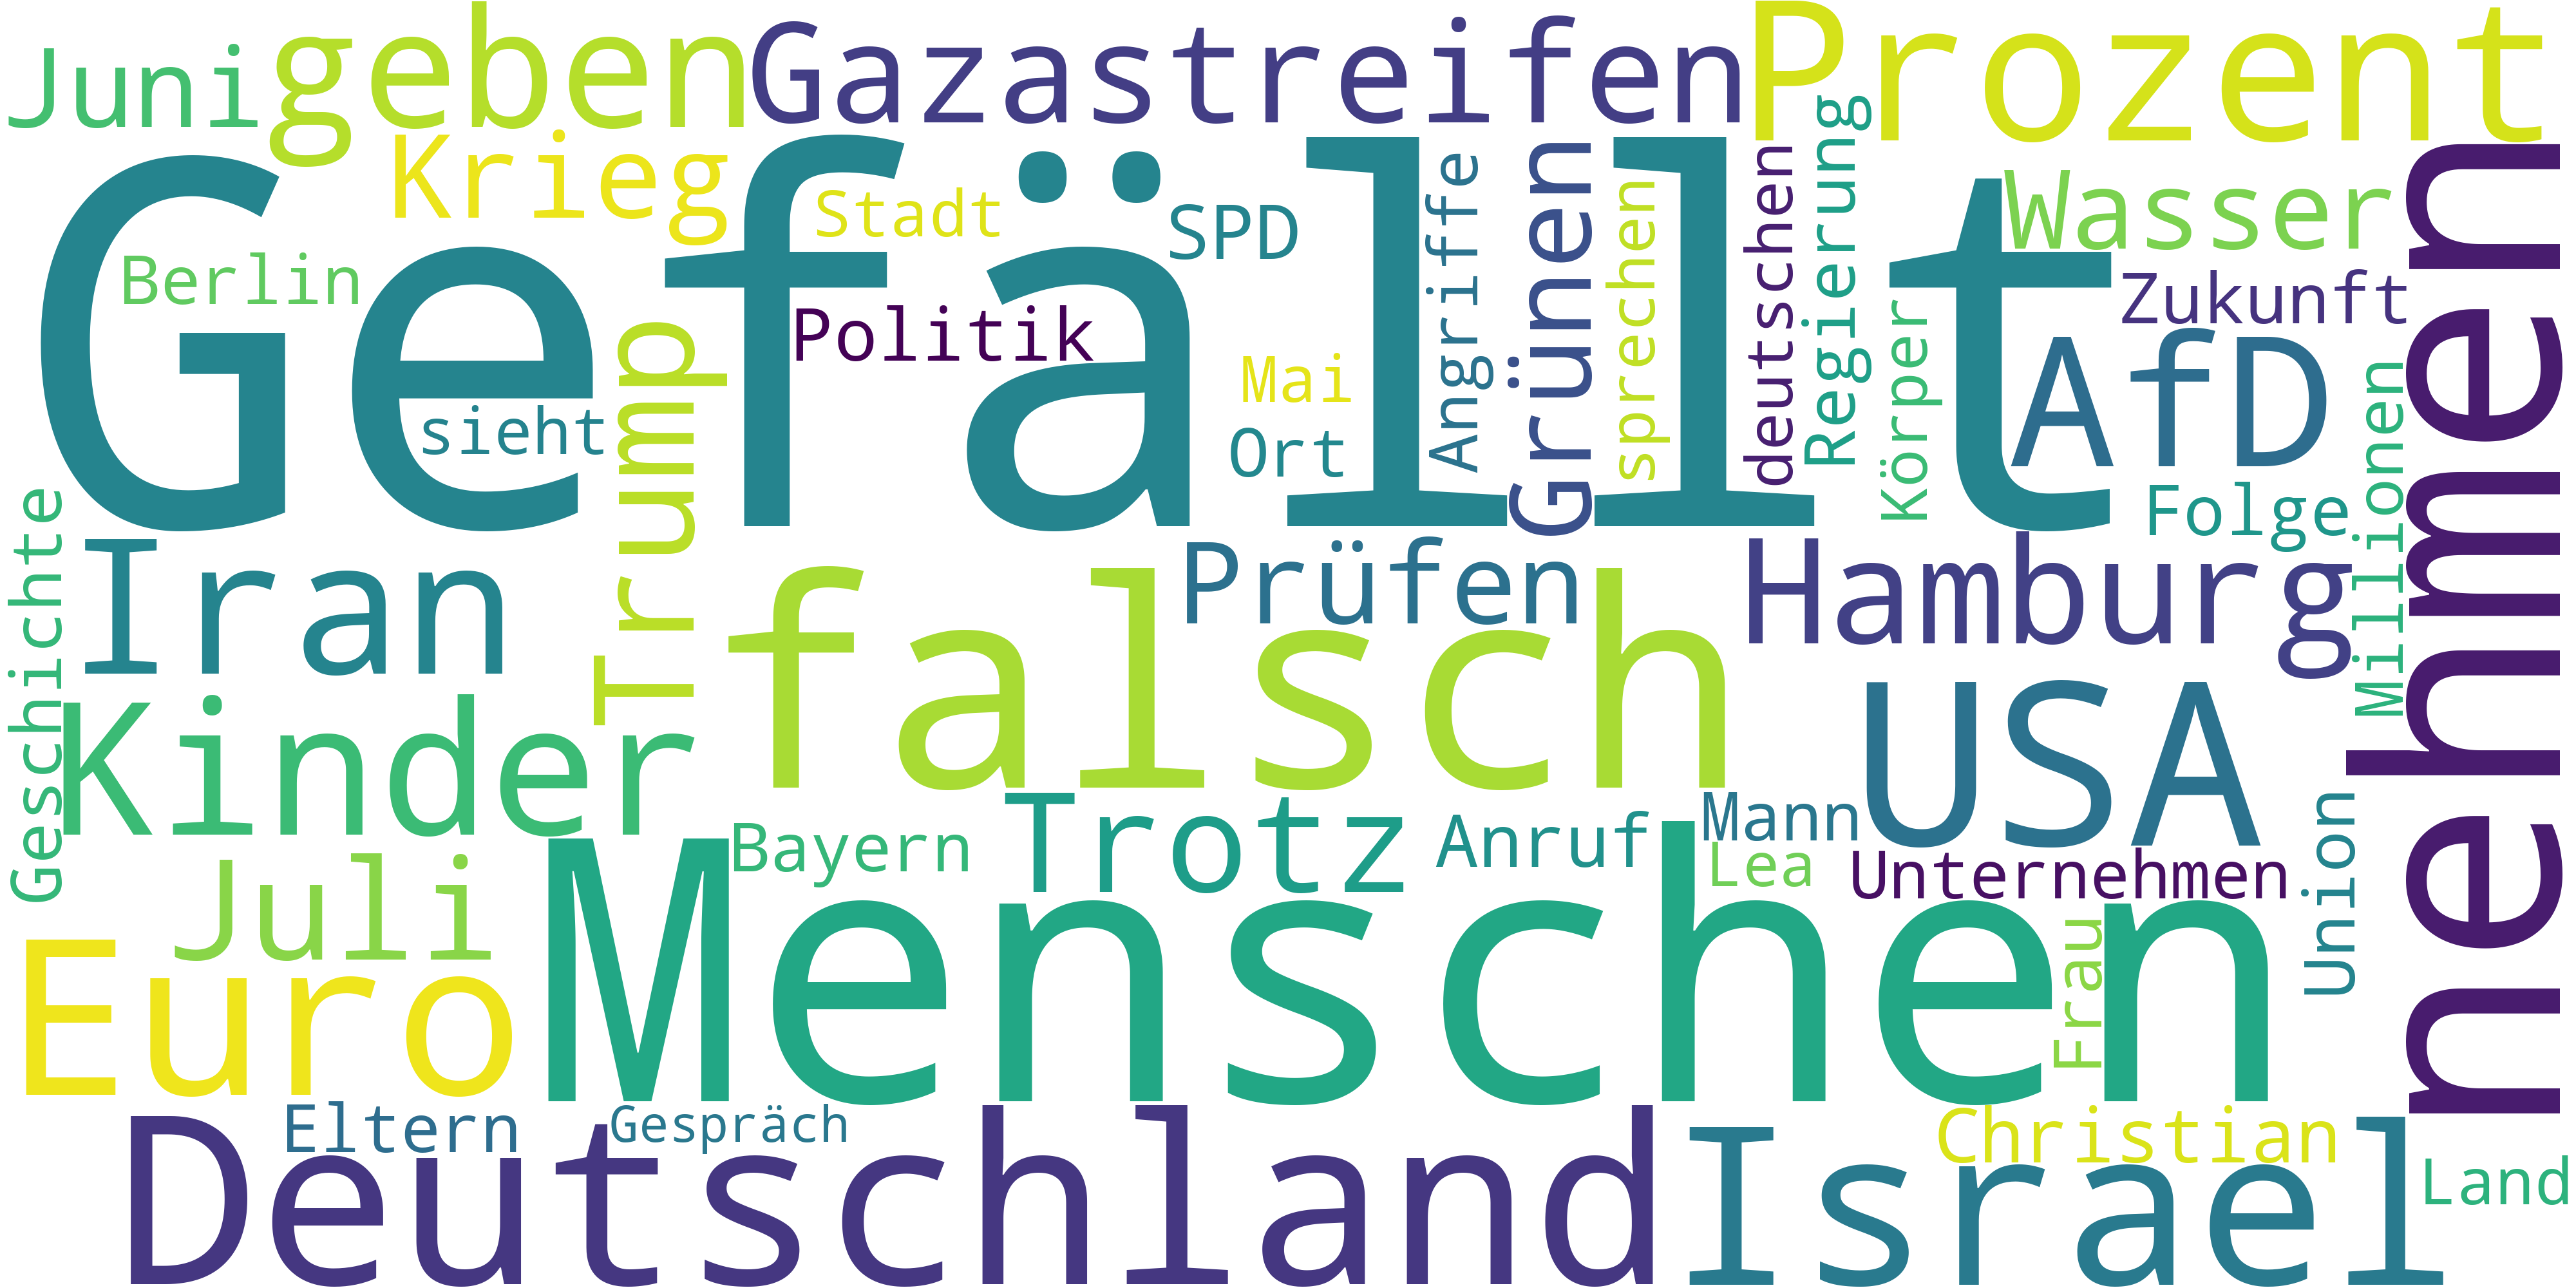 Juni
geben
Gazastreifen
Prozent
Krieg
Stadt
SPD
Angriffe
Grünen
sprechen
deutschen
Regierung
Wasser
Berlin
Gefällt
Politik
Zukunft
nehmen
Trump
sieht
Mai
Ort
Körper
AfD
Millionen
Folge
Geschichte
Iran
Prüfen
Hamburg
falsch
Kinder
USA
Juli
Bayern
Trotz
Anruf
Mann
Lea
Unternehmen
Union
Euro
Menschen
Frau
Eltern
Gespräch
Christian
Deutschland
Israel
Land